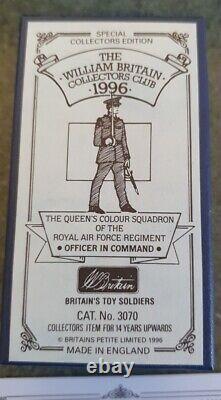 SPECIAL
COLLECTORS EDITION
THE
WILLIAM BRITAIN
COLLECTORS CLUB
·1996·
THE QUEEN'S COLOUR SQUADRON
OF THE
ROYAL AIR FORCE REGIMENT
• OFFICER IN COMMAND •
WBritain
BRITAIN'S TOY SOLDIERS
CAT. No. 3070
COLLECTORS ITEM FOR 14 YEARS UPWARDS
© BRITAINS PETITE LIMITED 1996
MADE IN ENGLAND